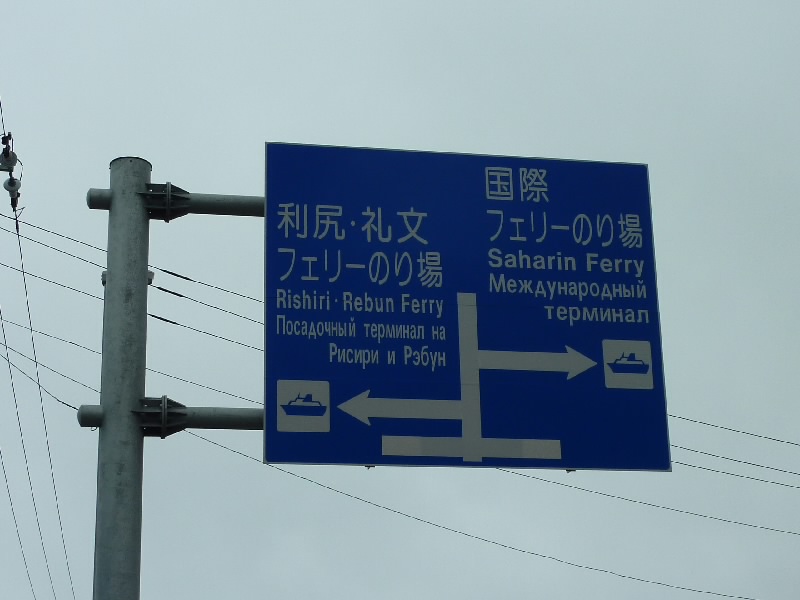 利尻・礼文
フェリーのり場
Rishiri・Rebun Ferry
Посадочный терминал на
Рисири и Рэбун
国際
フェリーのり場
Saharin Ferry
Международный
терминал